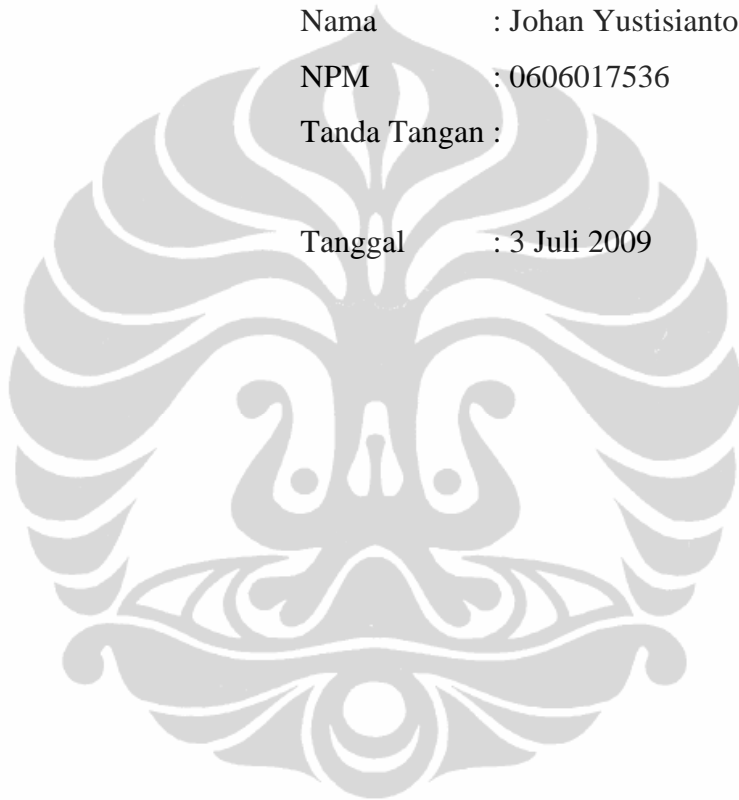 Nama : Johan Yustisianto
NPM : 0606017536
Tanda Tangan :
Tanggal : 3 Juli 2009